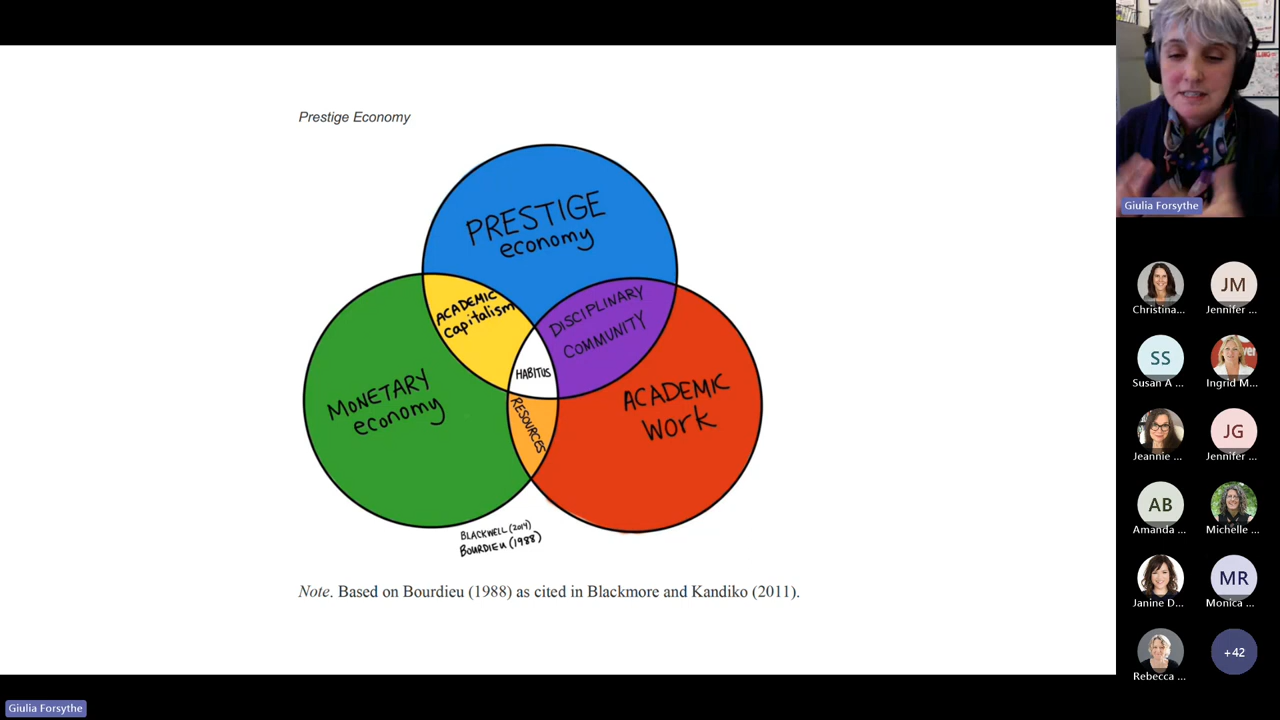 Prestige Economy
PRESTIGE
economy
ACADEMIC
capitalism
DISCIPLINARY
COMMUNITY
HABITUS
MONETARY
economy
RESOURCES
ACADEMIC
WORK
BLACKWELL (2014)
BOURDIEU (1988)
Note. Based on Bourdieu (1988) as cited in Blackmore and Kandiko (2011).
Giulia Forsythe
Christina...
JM
Jennifer ...
SS
Susan A ...
Ingrid M...
Jeannie ...
JG
Jennifer ...
AB
Amanda ...
Michelle ...
Janine D...
MR
Monica ...
Rebecca ...
+42
Giulia Forsythe